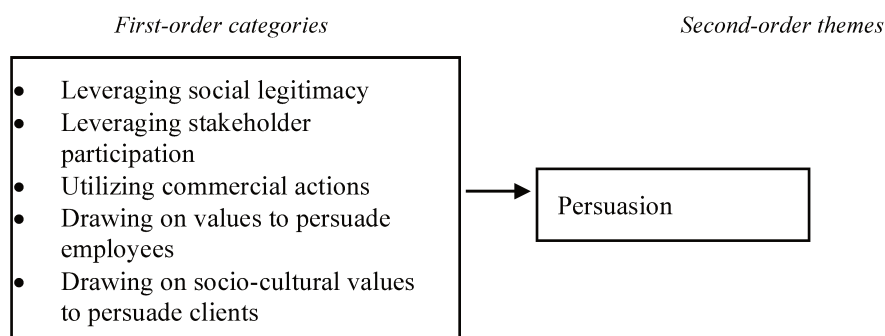 First-order categories
Second-order themes
• Leveraging social legitimacy
• Leveraging stakeholder
participation
• Utilizing commercial actions
• Drawing on values to persuade
employees
• Drawing on socio-cultural values
to persuade clients
Persuasion